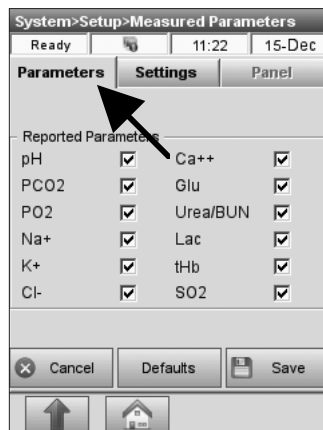 System>Setup>Measured Parameters
Ready 11:22 15-Dec
Parameters Settings Panel
Reported Parameters
pH Ca++
PCO2 Glu
PO2 Urea/BUN
Na+ Lac
K+ tHb
Cl- SO2
Cancel Defaults Save